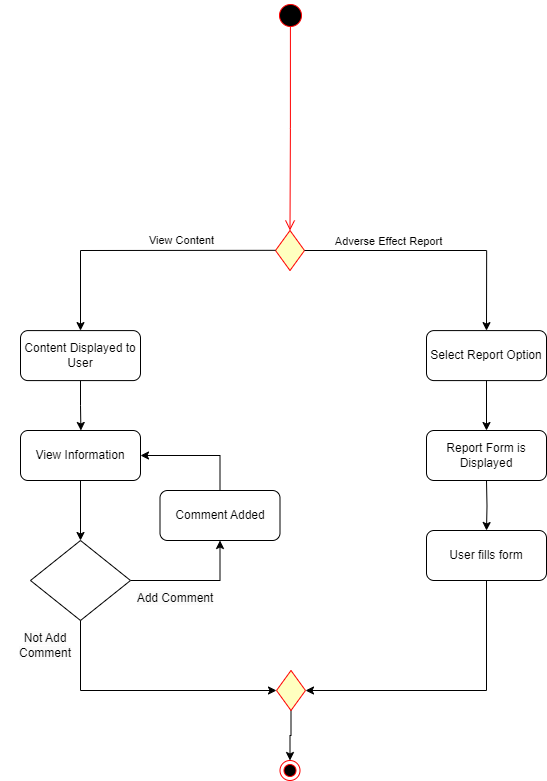 View Content
Adverse Effect Report
Content Displayed to
User
Select Report Option
View Information
Report Form is
Displayed
Comment Added
User fills form
Add Comment
Not Add
Comment